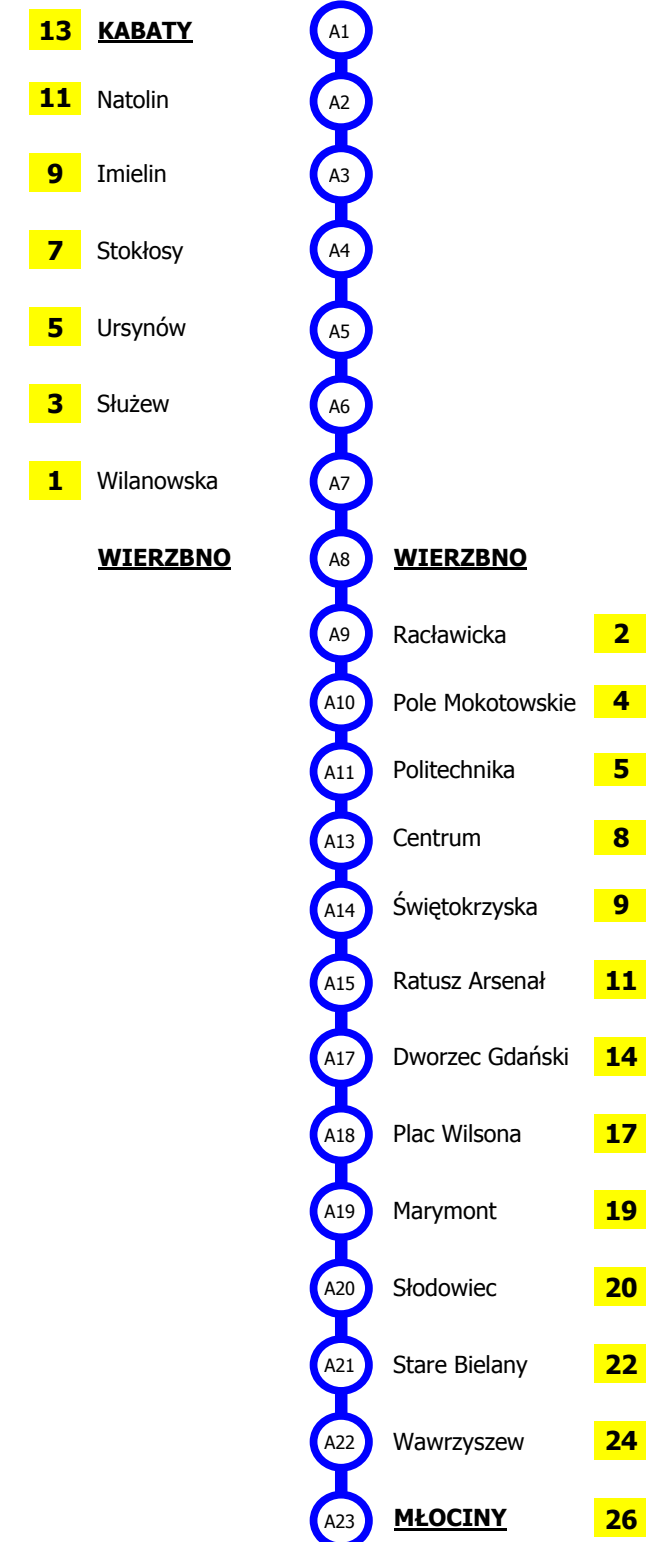 13 KABATY A1
11 Natolin A2
9 Imielin A3
7 Stokłosy A4
5 Ursynów A5
3 Służew A6
1 Wilanowska A7
WIERZBNO A8 WIERZBNO
A9 Racławicka 2
A10 Pole Mokotowskie 4
A11 Politechnika 5
A13 Centrum 8
A14 Świętokrzyska 9
A15 Ratusz Arsenał 11
A17 Dworzec Gdański 14
A18 Plac Wilsona 17
A19 Marymont 19
A20 Słodowiec 20
A21 Stare Bielany 22
A22 Wawrzyszew 24
A23 MŁOCINY 26